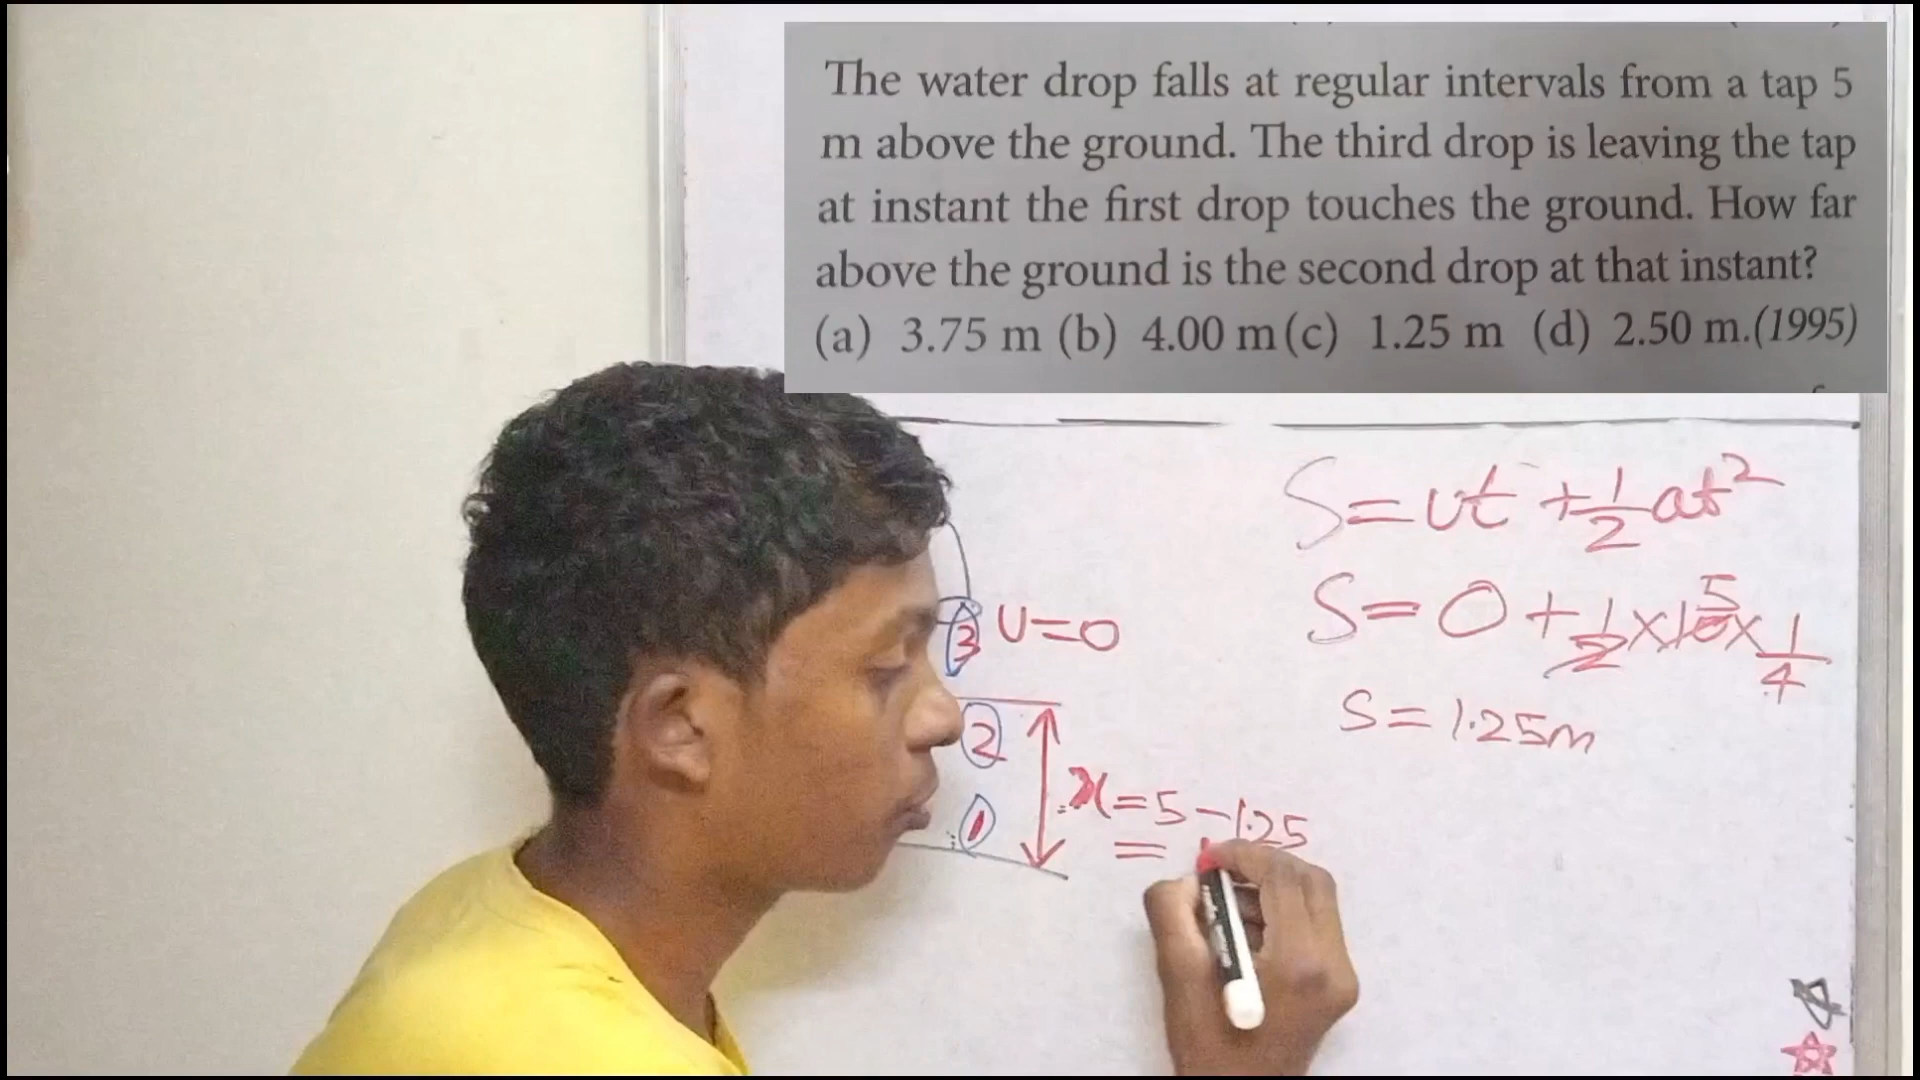 The water drop falls at regular intervals from a tap 5
m above the ground. The third drop is leaving the tap
at instant the first drop touches the ground. How far
above the ground is the second drop at that instant?
(a) 3.75 m (b) 4.00 m (c) 1.25 m (d) 2.50 m.(1995)
S = ut + 1/2 at²
3 u=0
S = 0 + 1/2 × 10 5 × 1/4
2
S = 1.25m
x = 5 - 1.25
1
=